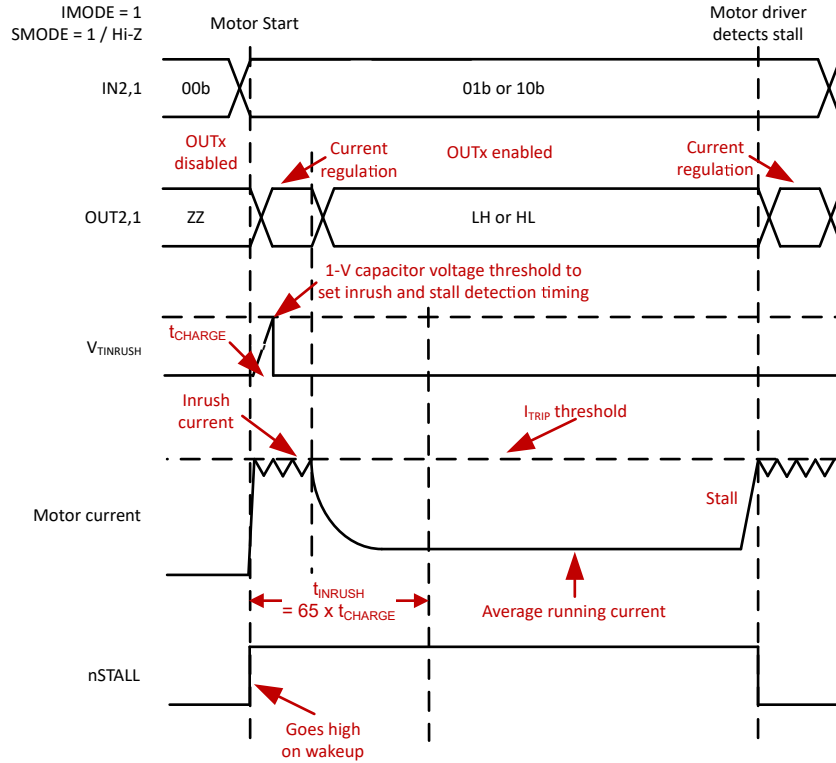 IMODE = 1
SMODE = 1 / Hi-Z
Motor Start
Motor driver
detects stall
IN2,1
00b
01b or 10b
OUTx
disabled
Current
regulation
OUTx enabled
Current
regulation
OUT2,1
ZZ
LH or HL
1-V capacitor voltage threshold to
set inrush and stall detection timing
tCHARGE
VTINRUSH
Inrush
current
ITRIP threshold
Motor current
Stall
tINRUSH
= 65 x tCHARGE
Average running current
nSTALL
Goes high
on wakeup